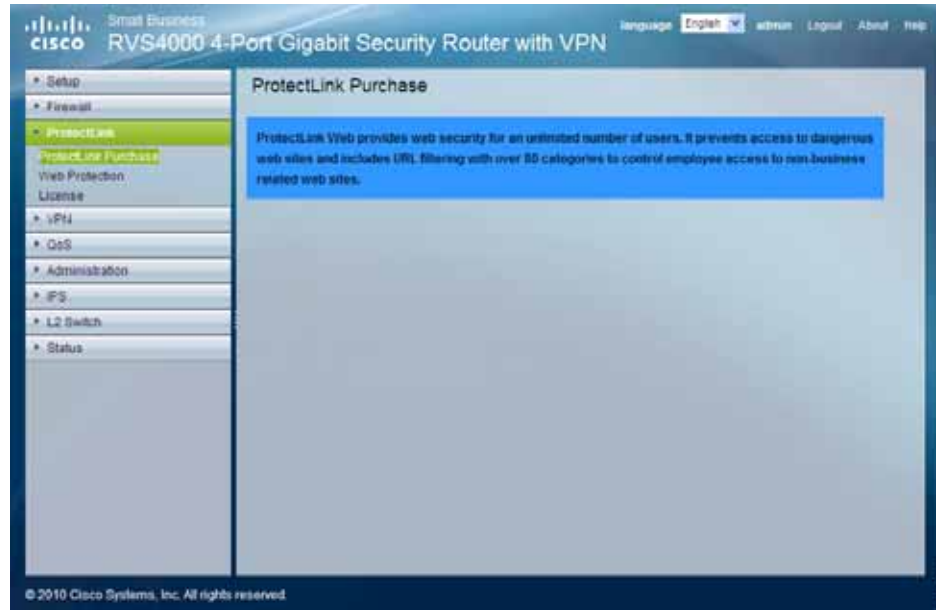 Small Business
cisco RVS4000 4-Port Gigabit Security Router with VPN
language English admin Logout About Help
Setup
Firewall
ProtectLink
ProtectLink Purchase
Web Protection
License
VPN
QoS
Administration
IPS
L2 Switch
Status
ProtectLink Purchase
ProtectLink Web provides web security for an unlimited number of users. It prevents access to dangerous
web sites and includes URL filtering with over 80 categories to control employee access to non-business
related web sites.
© 2010 Cisco Systems, Inc. All rights reserved.